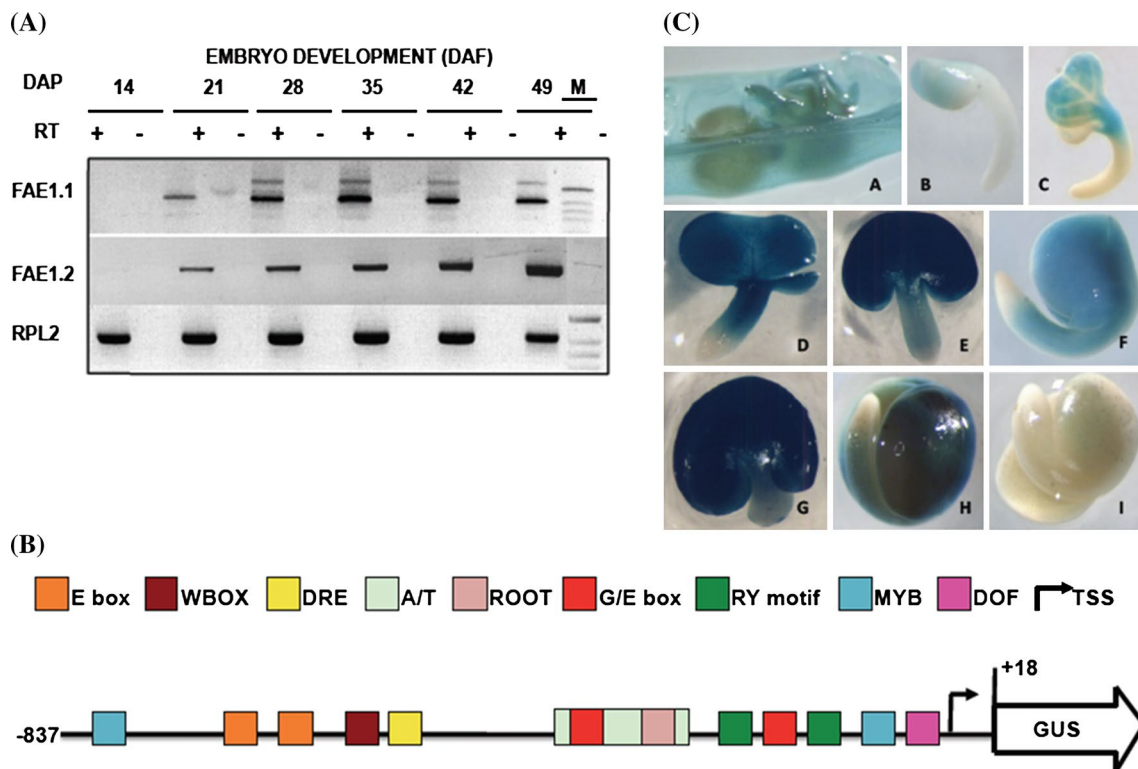 (A)
EMBRYO DEVELOPMENT (DAF)
DAP 14 21 28 35 42 49 M
RT + - + - + - + - + - + -
FAE1.1
FAE1.2
RPL2
(C)
A B C
D E F
G H I
(B)
E box WBOX DRE A/T ROOT G/E box RY motif MYB DOF TSS
+18
-837 GUS